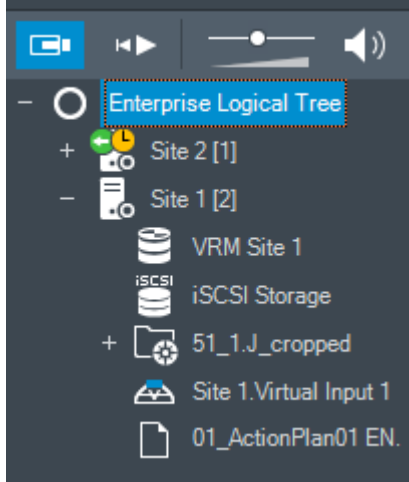 Enterprise Logical Tree
Site 2 [1]
Site 1 [2]
VRM Site 1
iSCSI
iSCSI Storage
51_1.J_cropped
Site 1.Virtual Input 1
01_ActionPlan01 EN.